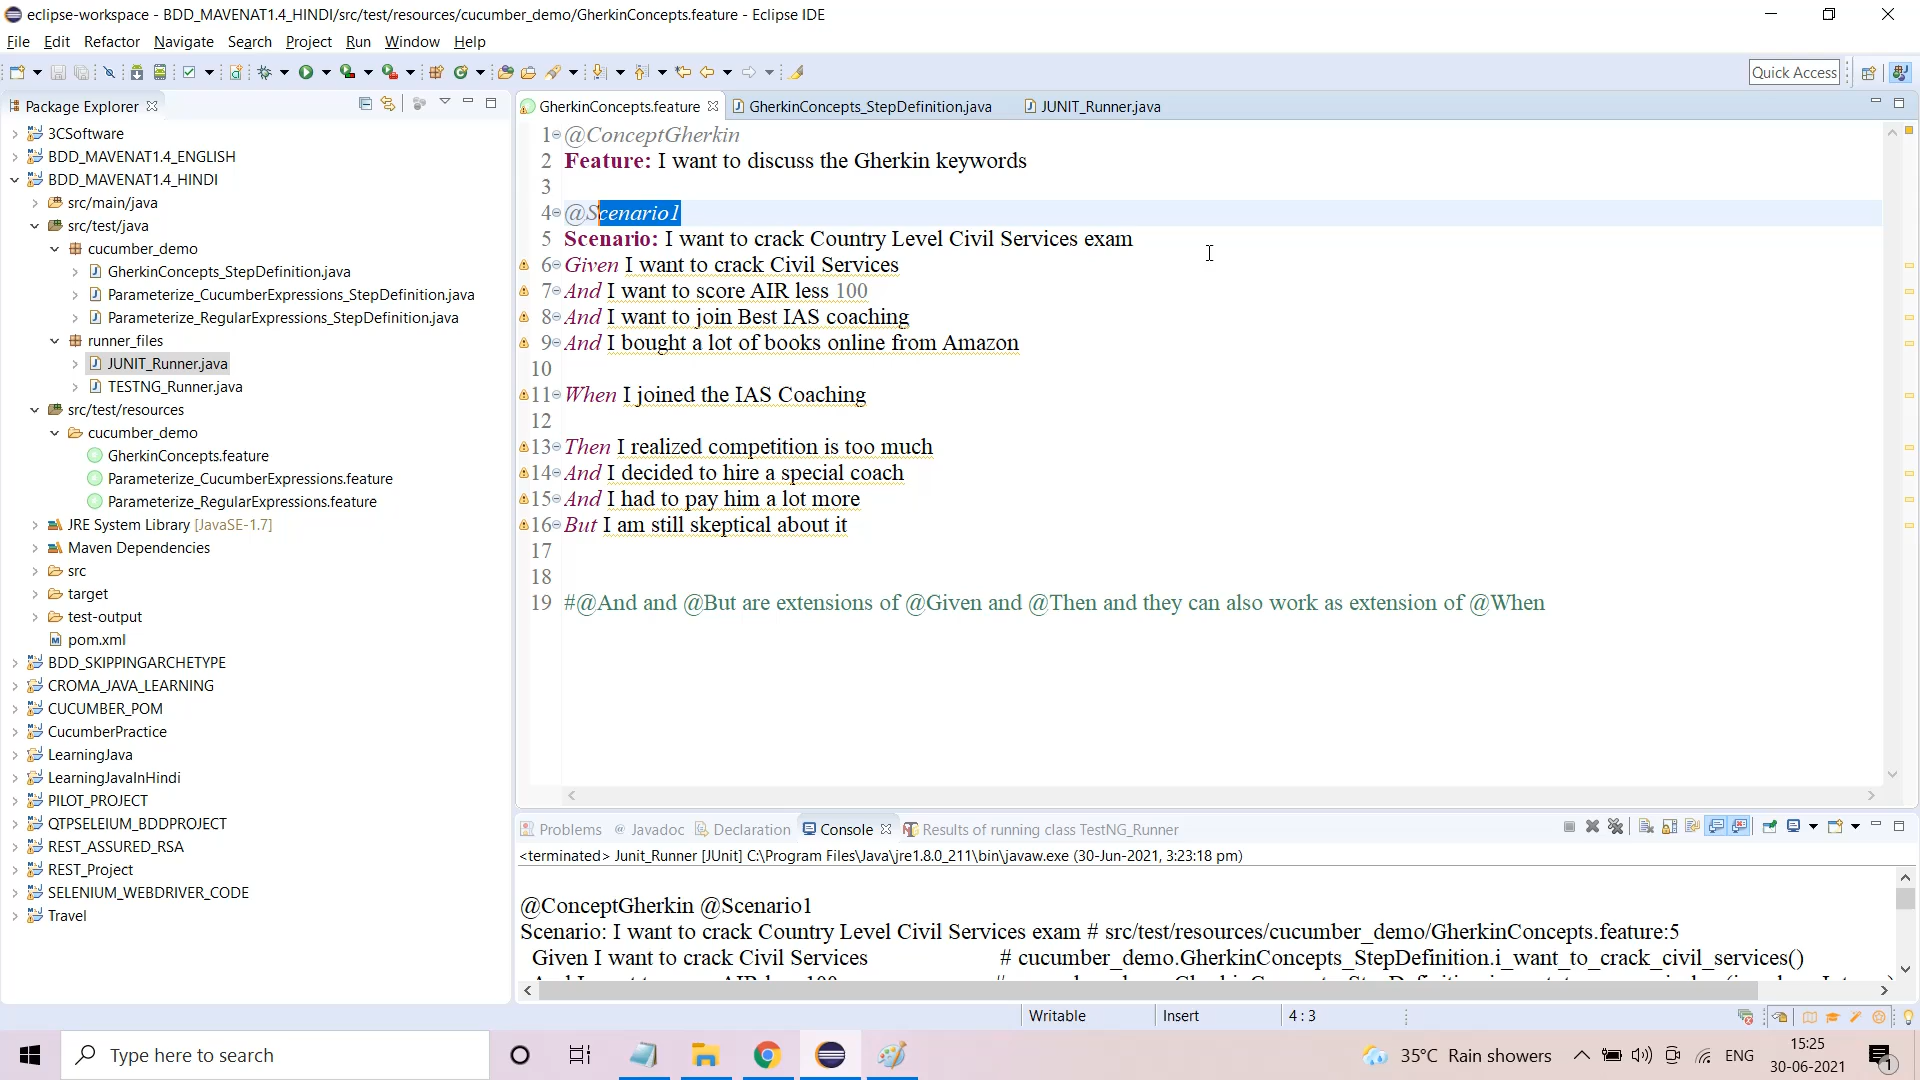 eclipse-workspace - BDD_MAVENAT1.4_HINDI/src/test/resources/cucumber_demo/GherkinConcepts.feature - Eclipse IDE
File Edit Refactor Navigate Search Project Run Window Help
Quick Access
Package Explorer
3CSoftware
BDD_MAVENAT1.4_ENGLISH
BDD_MAVENAT1.4_HINDI
src/main/java
src/test/java
cucumber_demo
GherkinConcepts_StepDefinition.java
Parameterize_CucumberExpressions_StepDefinition.java
Parameterize_RegularExpressions_StepDefinition.java
runner_files
JUNIT_Runner.java
TESTNG_Runner.java
src/test/resources
cucumber_demo
GherkinConcepts.feature
Parameterize_CucumberExpressions.feature
Parameterize_RegularExpressions.feature
JRE System Library [JavaSE-1.7]
Maven Dependencies
src
target
test-output
pom.xml
BDD_SKIPPINGARCHETYPE
CROMA_JAVA_LEARNING
CUCUMBER_POM
CucumberPractice
LearningJava
LearningJavaInHindi
PILOT_PROJECT
QTPSELEIUM_BDDPROJECT
REST_ASSURED_RSA
REST_Project
SELENIUM_WEBDRIVER_CODE
Travel
GherkinConcepts.feature GherkinConcepts_StepDefinition.java JUNIT_Runner.java
1 @ConceptGherkin
2 Feature: I want to discuss the Gherkin keywords
3
4 @Scenario1
5 Scenario: I want to crack Country Level Civil Services exam
6 Given I want to crack Civil Services
7 And I want to score AIR less 100
8 And I want to join Best IAS coaching
9 And I bought a lot of books online from Amazon
10
11 When I joined the IAS Coaching
12
13 Then I realized competition is too much
14 And I decided to hire a special coach
15 And I had to pay him a lot more
16 But I am still skeptical about it
17
18
19 #@And and @But are extensions of @Given and @Then and they can also work as extension of @When
Problems @ Javadoc Declaration Console Results of running class TestNG_Runner
<terminated> Junit_Runner [JUnit] C:\Program Files\Java\jre1.8.0_211\bin\javaw.exe (30-Jun-2021, 3:23:18 pm)
@ConceptGherkin @Scenario1
Scenario: I want to crack Country Level Civil Services exam # src/test/resources/cucumber_demo/GherkinConcepts.feature:5
Given I want to crack Civil Services # cucumber_demo.GherkinConcepts_StepDefinition.i_want_to_crack_civil_services()
Writable Insert 4 : 3
Type here to search
35°C Rain showers ENG
15:25
30-06-2021
1